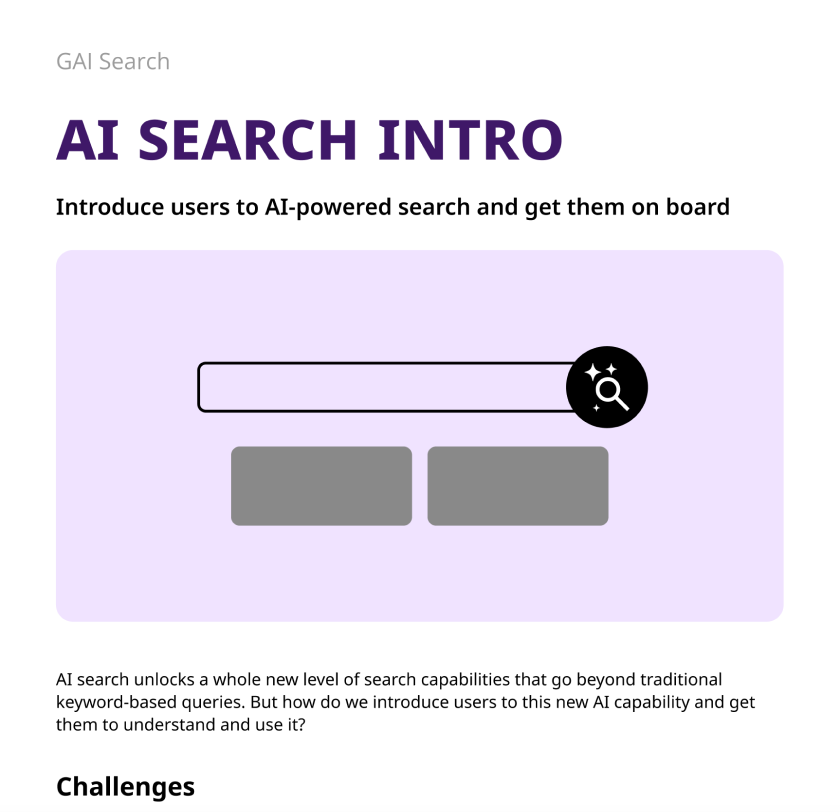 GAI Search
AI SEARCH INTRO
Introduce users to AI-powered search and get them on board
AI search unlocks a whole new level of search capabilities that go beyond traditional
keyword-based queries. But how do we introduce users to this new AI capability and get
them to understand and use it?
Challenges